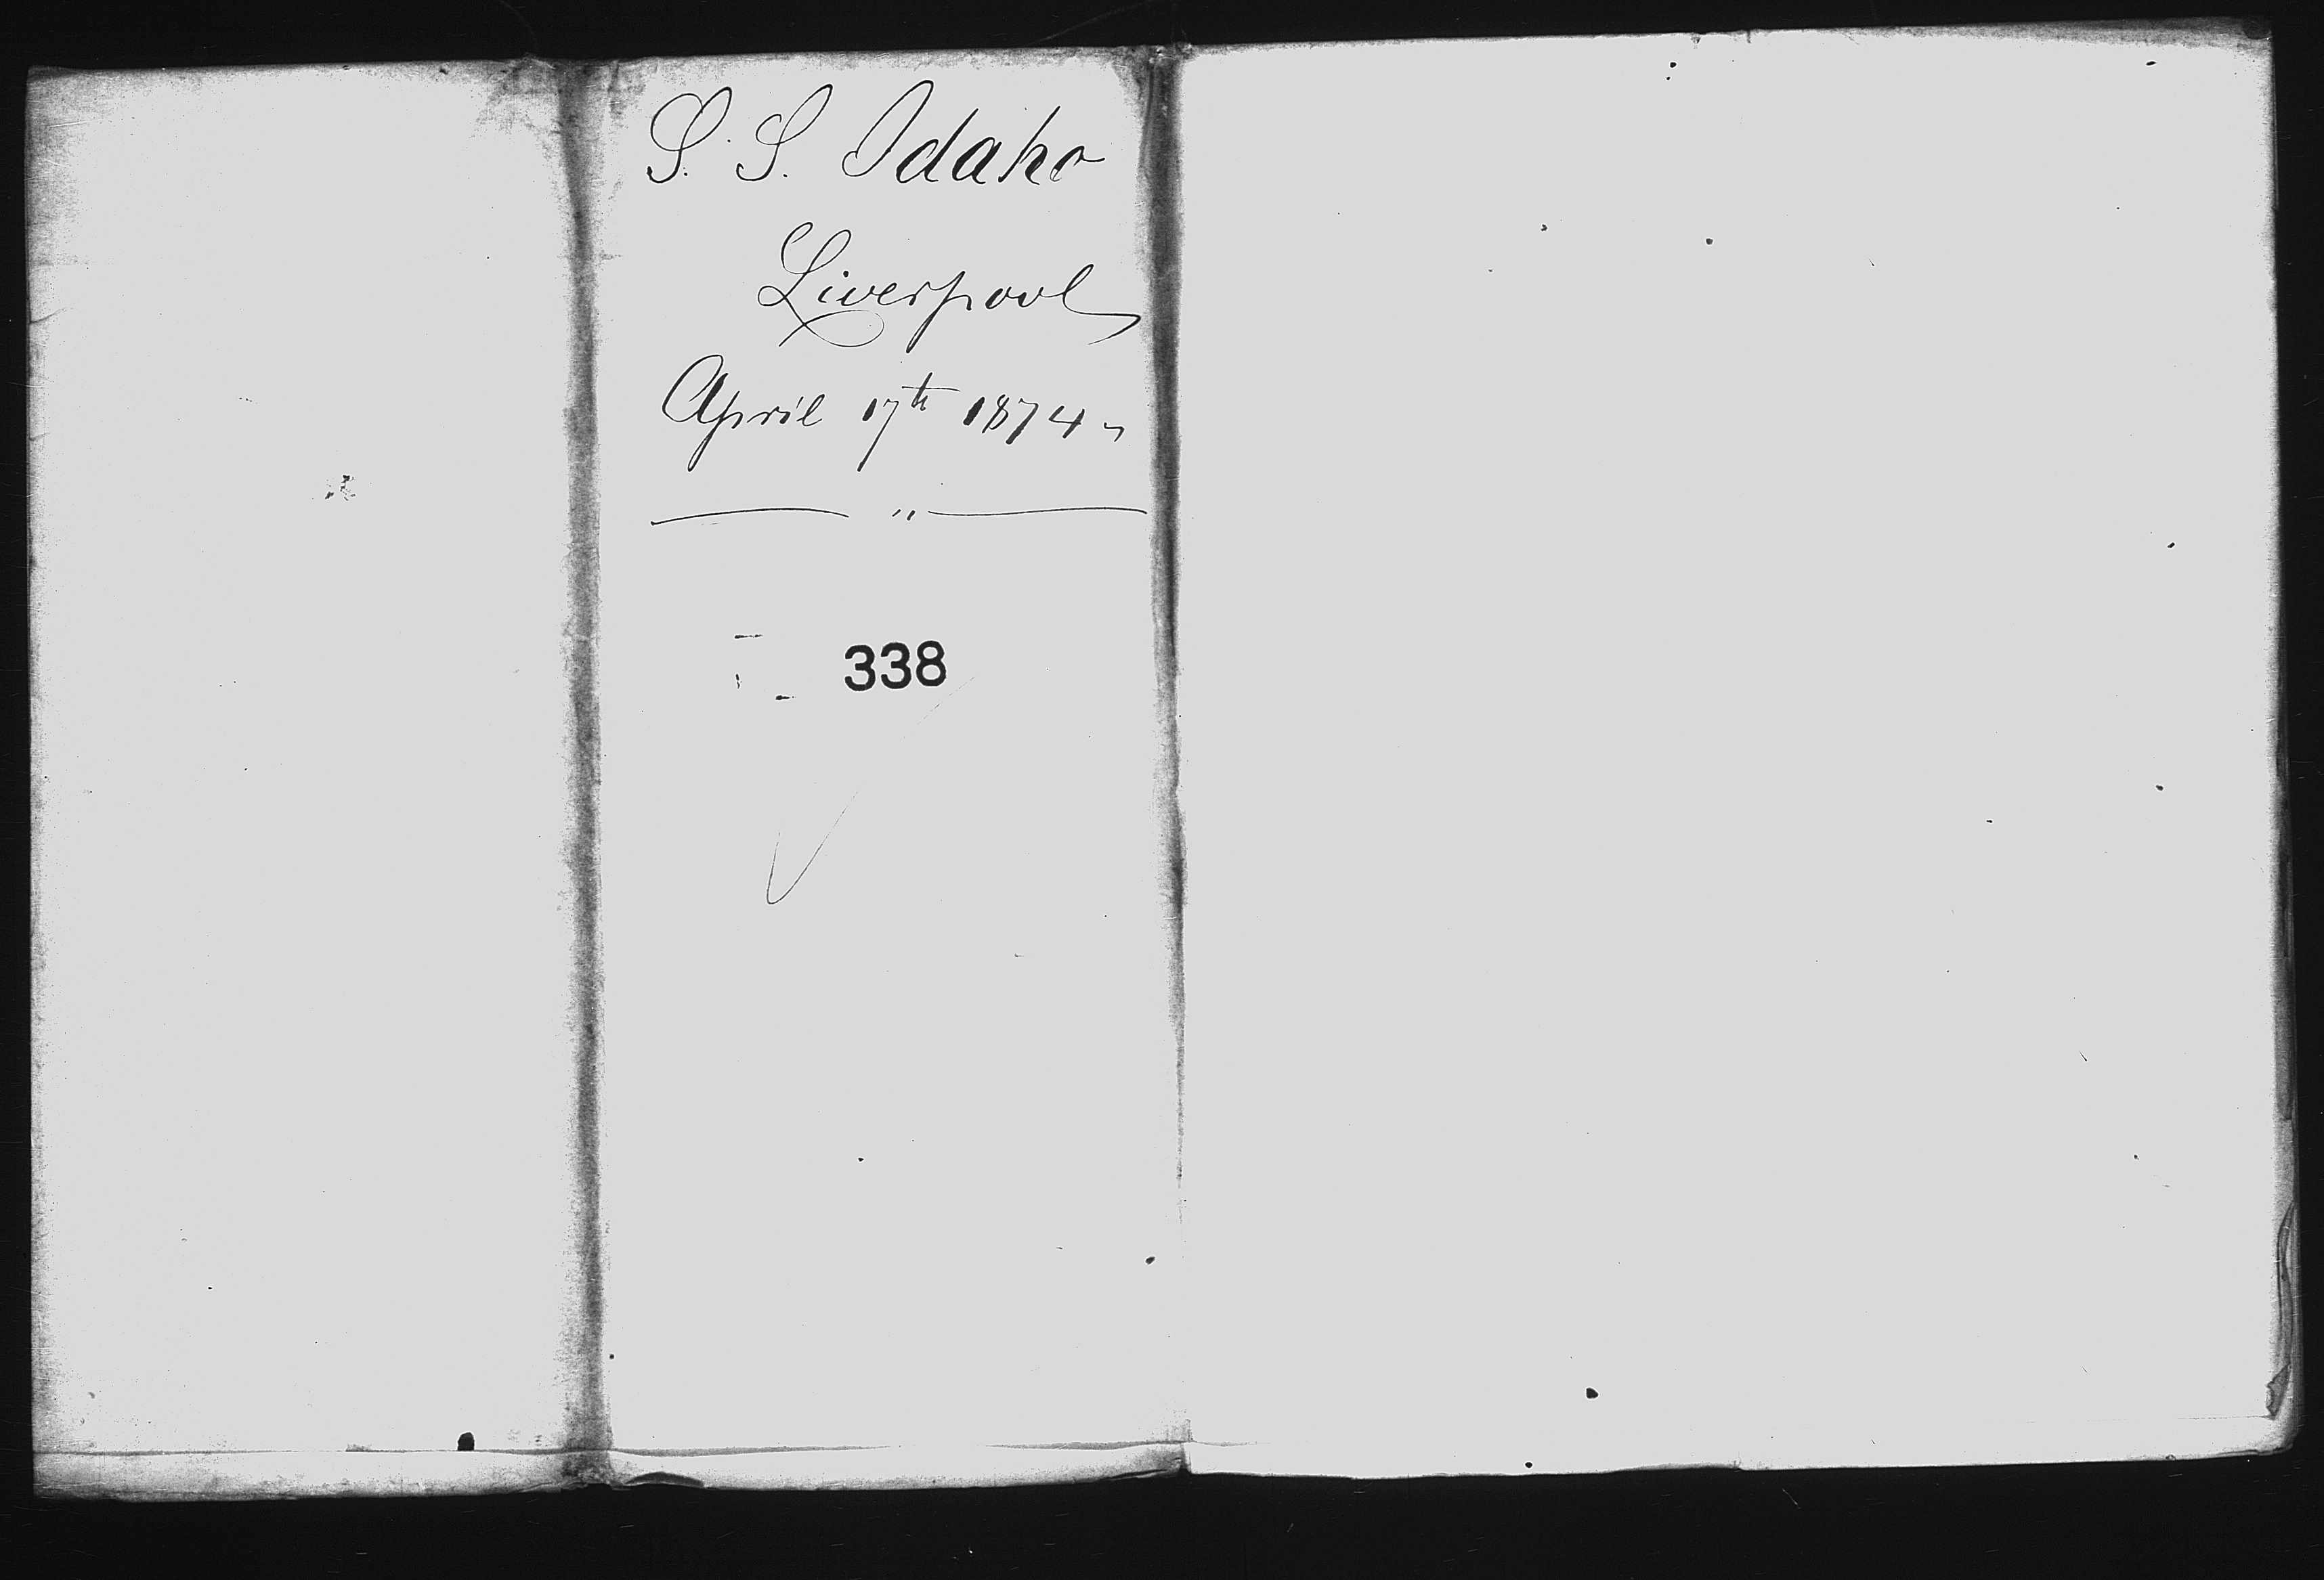 S. S. Idaho
Liverpool
April 17th 1874
"
338